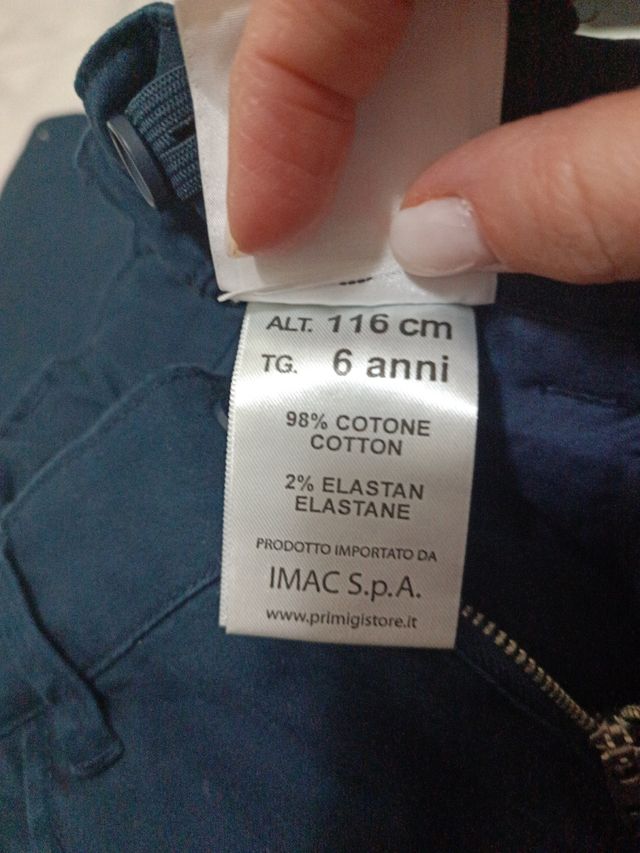 ALT. 116 cm
TG. 6 anni
98% COTONE
COTTON
2% ELASTAN
ELASTANE
PRODOTTO IMPORTATO DA
IMAC S.p.A.
www.primigistore.it